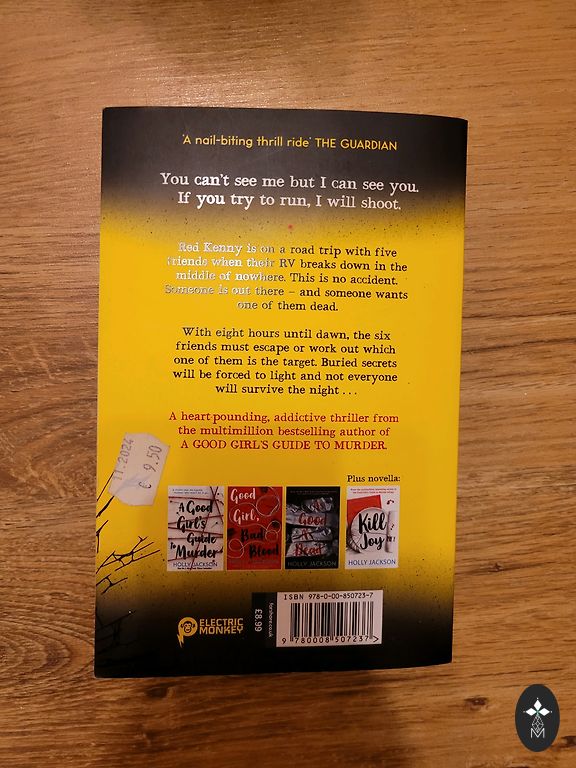 'A nail-biting thrill ride' THE GUARDIAN
You can't see me but I can see you.
If you try to run, I will shoot.
Red Kenny is on a road trip with five
friends when their RV breaks down in the
middle of nowhere. This is no accident.
Someone is out there – and someone wants
one of them dead.
With eight hours until dawn, the six
friends must escape or work out which
one of them is the target. Buried secrets
will be forced to light and not everyone
will survive the night . . .
A heart-pounding, addictive thriller from
the multimillion bestselling author of
A GOOD GIRL'S GUIDE TO MURDER.
11.2024
€ 9.50
Plus novella:
A Good
Girl's
Guide
to
Murder
HOLLY JACKSON
Good
Girl,
Bad
Blood
Good
Dead
HOLLY JACKSON
Kill
Joy
HOLLY JACKSON
ELECTRIC
MONKEY
farshore.co.uk
£8.99
ISBN 978-0-00-850723-7
9 780008 507237 >
M